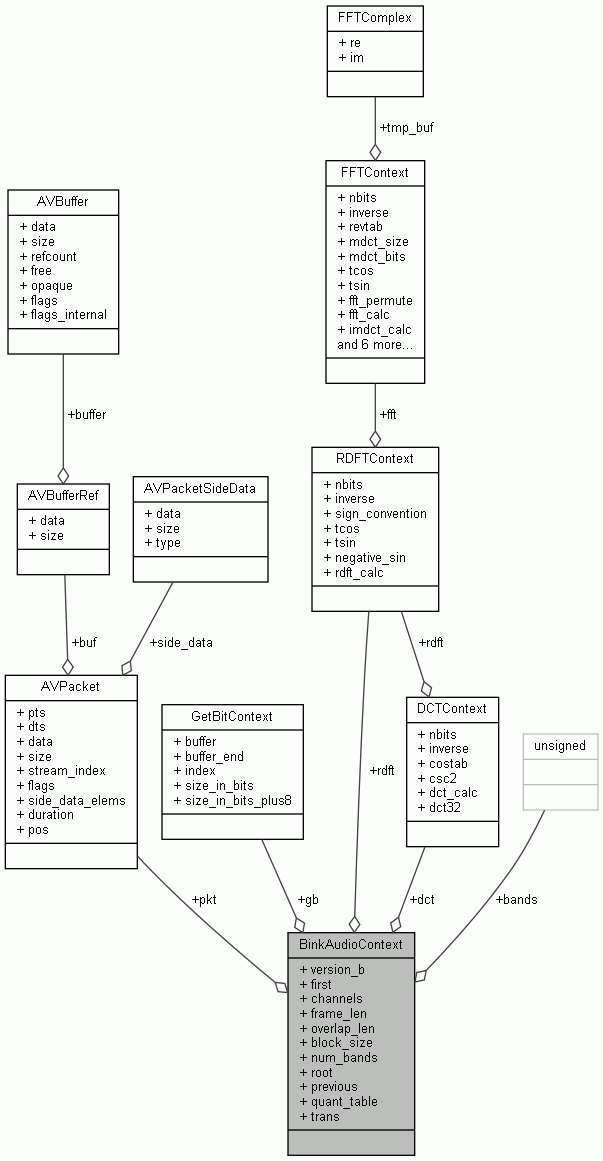 FFTComplex
+ re
+ im
+tmp_buf
FFTContext
+ nbits
+ inverse
+ revtab
+ mdct_size
+ mdct_bits
+ tcos
+ tsin
+ fft_permute
+ fft_calc
+ imdct_calc
and 6 more...
AVBuffer
+ data
+ size
+ refcount
+ free
+ opaque
+ flags
+ flags_internal
+buffer
+fft
RDFTContext
+ nbits
+ inverse
+ sign_convention
+ tcos
+ tsin
+ negative_sin
+ rdft_calc
AVBufferRef
+ data
+ size
AVPacketSideData
+ data
+ size
+ type
+buf
+side_data
+rdft
AVPacket
+ pts
+ dts
+ data
+ size
+ stream_index
+ flags
+ side_data_elems
+ duration
+ pos
GetBitContext
+ buffer
+ buffer_end
+ index
+ size_in_bits
+ size_in_bits_plus8
+rdft
DCTContext
+ nbits
+ inverse
+ costab
+ csc2
+ dct_calc
+ dct32
unsigned
+pkt
+gb
+dct
+bands
BinkAudioContext
+ version_b
+ first
+ channels
+ frame_len
+ overlap_len
+ block_size
+ num_bands
+ root
+ previous
+ quant_table
+ trans